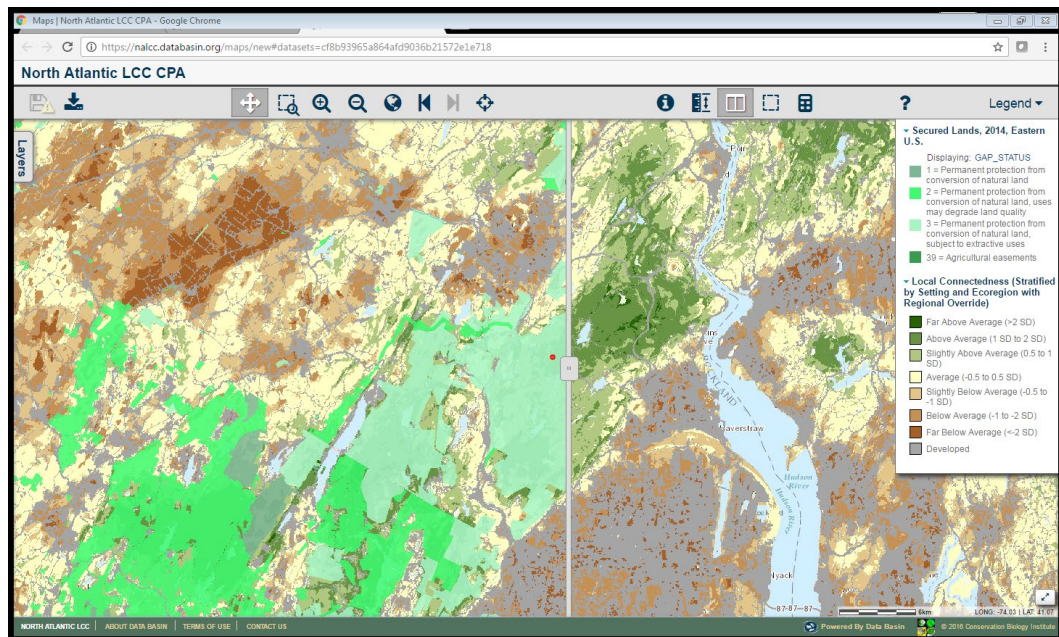 Maps | North Atlantic LCC CPA - Google Chrome
https://nalcc.databasin.org/maps/new#datasets=cf8b93965a864afd9036b21572e1e718
North Atlantic LCC CPA
? Legend
Layers
Secured Lands, 2014, Eastern
U.S.
Displaying: GAP_STATUS
1 = Permanent protection from
conversion of natural land
2 = Permanent protection from
conversion of natural land, uses
may degrade land quality
3 = Permanent protection from
conversion of natural land,
subject to extractive uses
39 = Agricultural easements
Local Connectedness (Stratified
by Setting and Ecoregion with
Regional Override)
Far Above Average (>2 SD)
Above Average (1 SD to 2 SD)
Slightly Above Average (0.5 to 1
SD)
Average (-0.5 to 0.5 SD)
Slightly Below Average (-0.5 to
-1 SD)
Below Average (-1 to -2 SD)
Far Below Average (<-2 SD)
Developed
Haverstraw
Hudson
River
Hudson River
Nyack
87-87-87
6km
LONG: -74.03 | LAT: 41.07
NORTH ATLANTIC LCC | ABOUT DATA BASIN | TERMS OF USE | CONTACT US
Powered By Data Basin
© 2016 Conservation Biology Institute